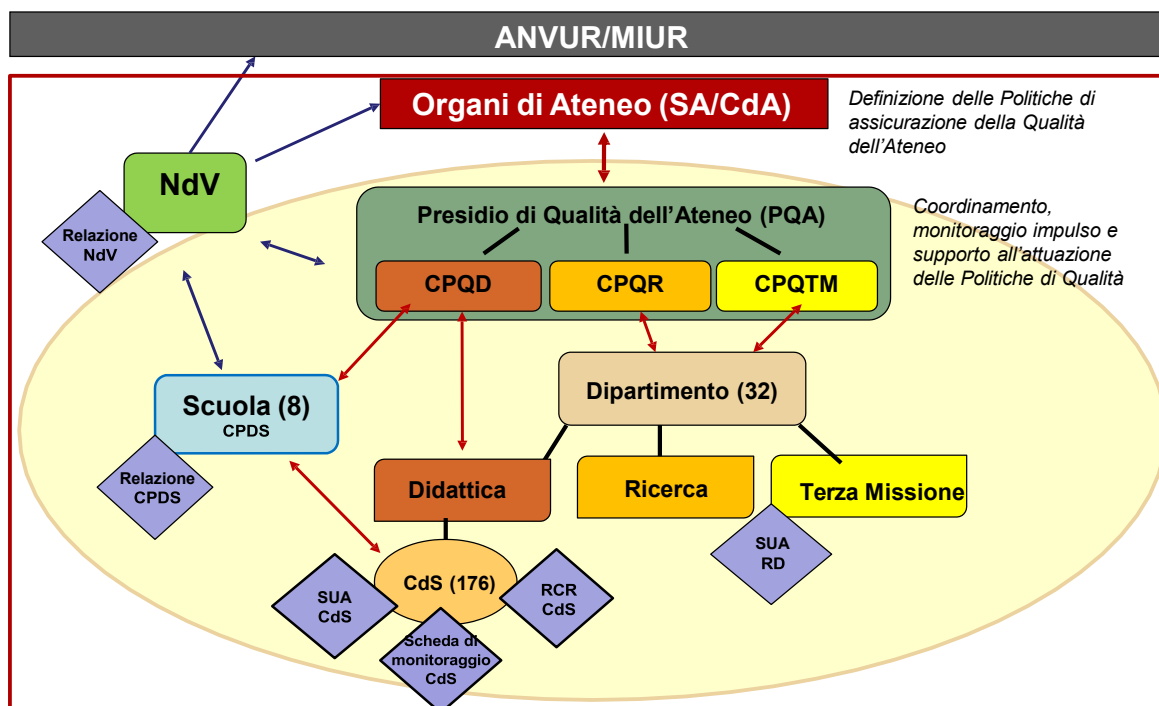 ANVUR/MIUR
Organi di Ateneo (SA/CdA)
Definizione delle Politiche di
assicurazione della Qualità
dell'Ateneo
NdV
Relazione
NdV
Presidio di Qualità dell'Ateneo (PQA)
Coordinamento,
monitoraggio impulso e
supporto all'attuazione
delle Politiche di Qualità
CPQD
CPQR
CPQTM
Scuola (8)
CPDS
Relazione
CPDS
Dipartimento (32)
Didattica
Ricerca
Terza Missione
SUA
RD
CdS (176)
SUA
CdS
RCR
CdS
Scheda di
monitoraggio
CdS